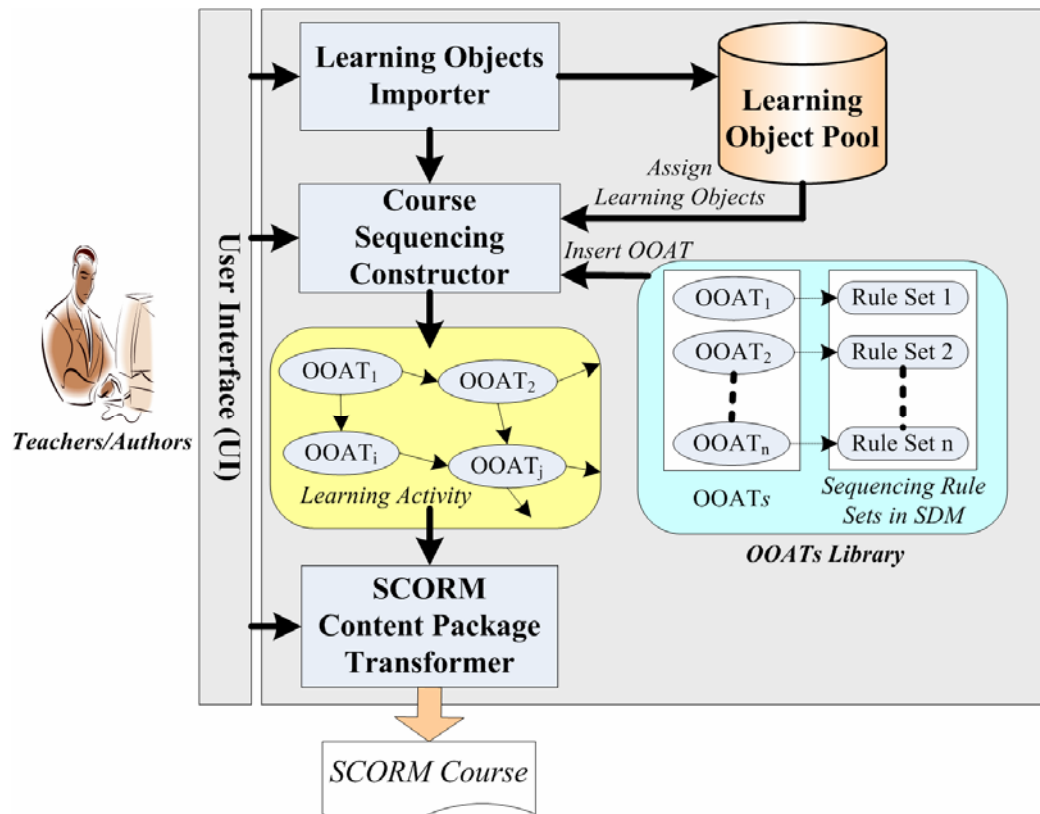 Learning Objects
Importer
Learning
Object Pool
Assign
Learning Objects
Course
Sequencing
Constructor
Insert OOAT
User Interface (UI)
Teachers/Authors
OOAT1
OOAT2
OOATi
OOATj
Learning Activity
OOAT1
Rule Set 1
OOAT2
Rule Set 2
OOATn
Rule Set n
OOATs
Sequencing Rule
Sets in SDM
OOATs Library
SCORM
Content Package
Transformer
SCORM Course